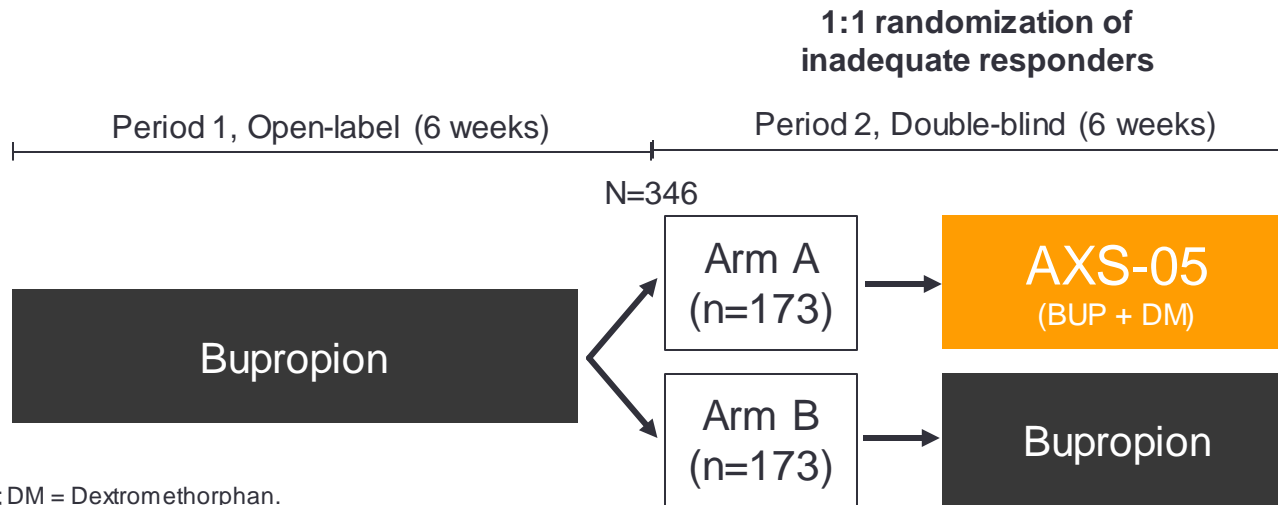 1:1 randomization of
inadequate responders
Period 1, Open-label (6 weeks)
Period 2, Double-blind (6 weeks)
N=346
Arm A
(n=173)
AXS-05
(BUP + DM)
Bupropion
Arm B
(n=173)
Bupropion
; DM = Dextromethorphan.